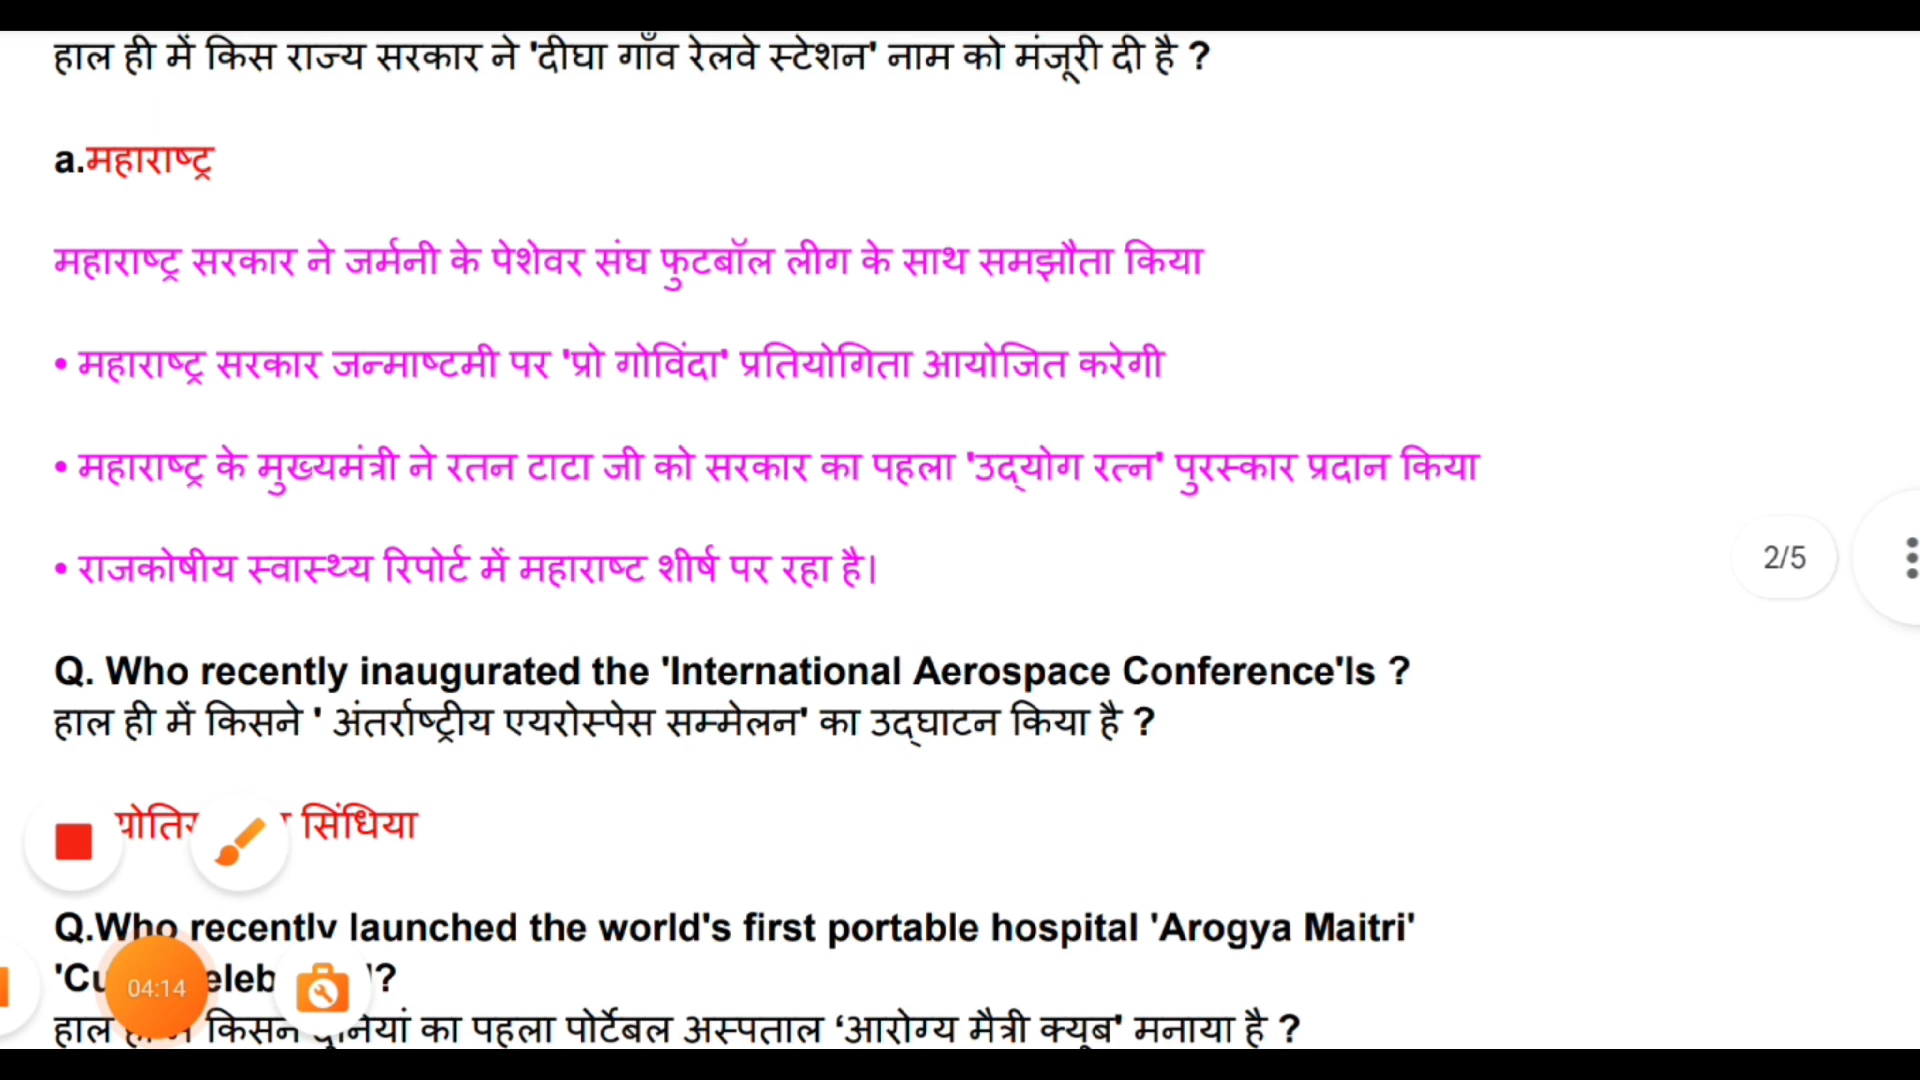 हाल ही में किस राज्य सरकार ने 'दीघा गाँव रेलवे स्टेशन' नाम को मंजूरी दी है ?
a.महाराष्ट्र
महाराष्ट्र सरकार ने जर्मनी के पेशेवर संघ फुटबॉल लीग के साथ समझौता किया
• महाराष्ट्र सरकार जन्माष्टमी पर 'प्रो गोविंदा' प्रतियोगिता आयोजित करेगी
• महाराष्ट्र के मुख्यमंत्री ने रतन टाटा जी को सरकार का पहला 'उद्योग रत्न' पुरस्कार प्रदान किया
• राजकोषीय स्वास्थ्य रिपोर्ट में महाराष्ट शीर्ष पर रहा है।
2/5
Q. Who recently inaugurated the 'International Aerospace Conference'Is ?
हाल ही में किसने ' अंतर्राष्ट्रीय एयरोस्पेस सम्मेलन' का उद्घाटन किया है ?
सिंधिया
Q.Who recently launched the world's first portable hospital 'Arogya Maitri'
'?
04:14
हाल किसने का पहला पोर्टेबल अस्पताल ‘आरोग्य मैत्री क्यूब' मनाया है ?